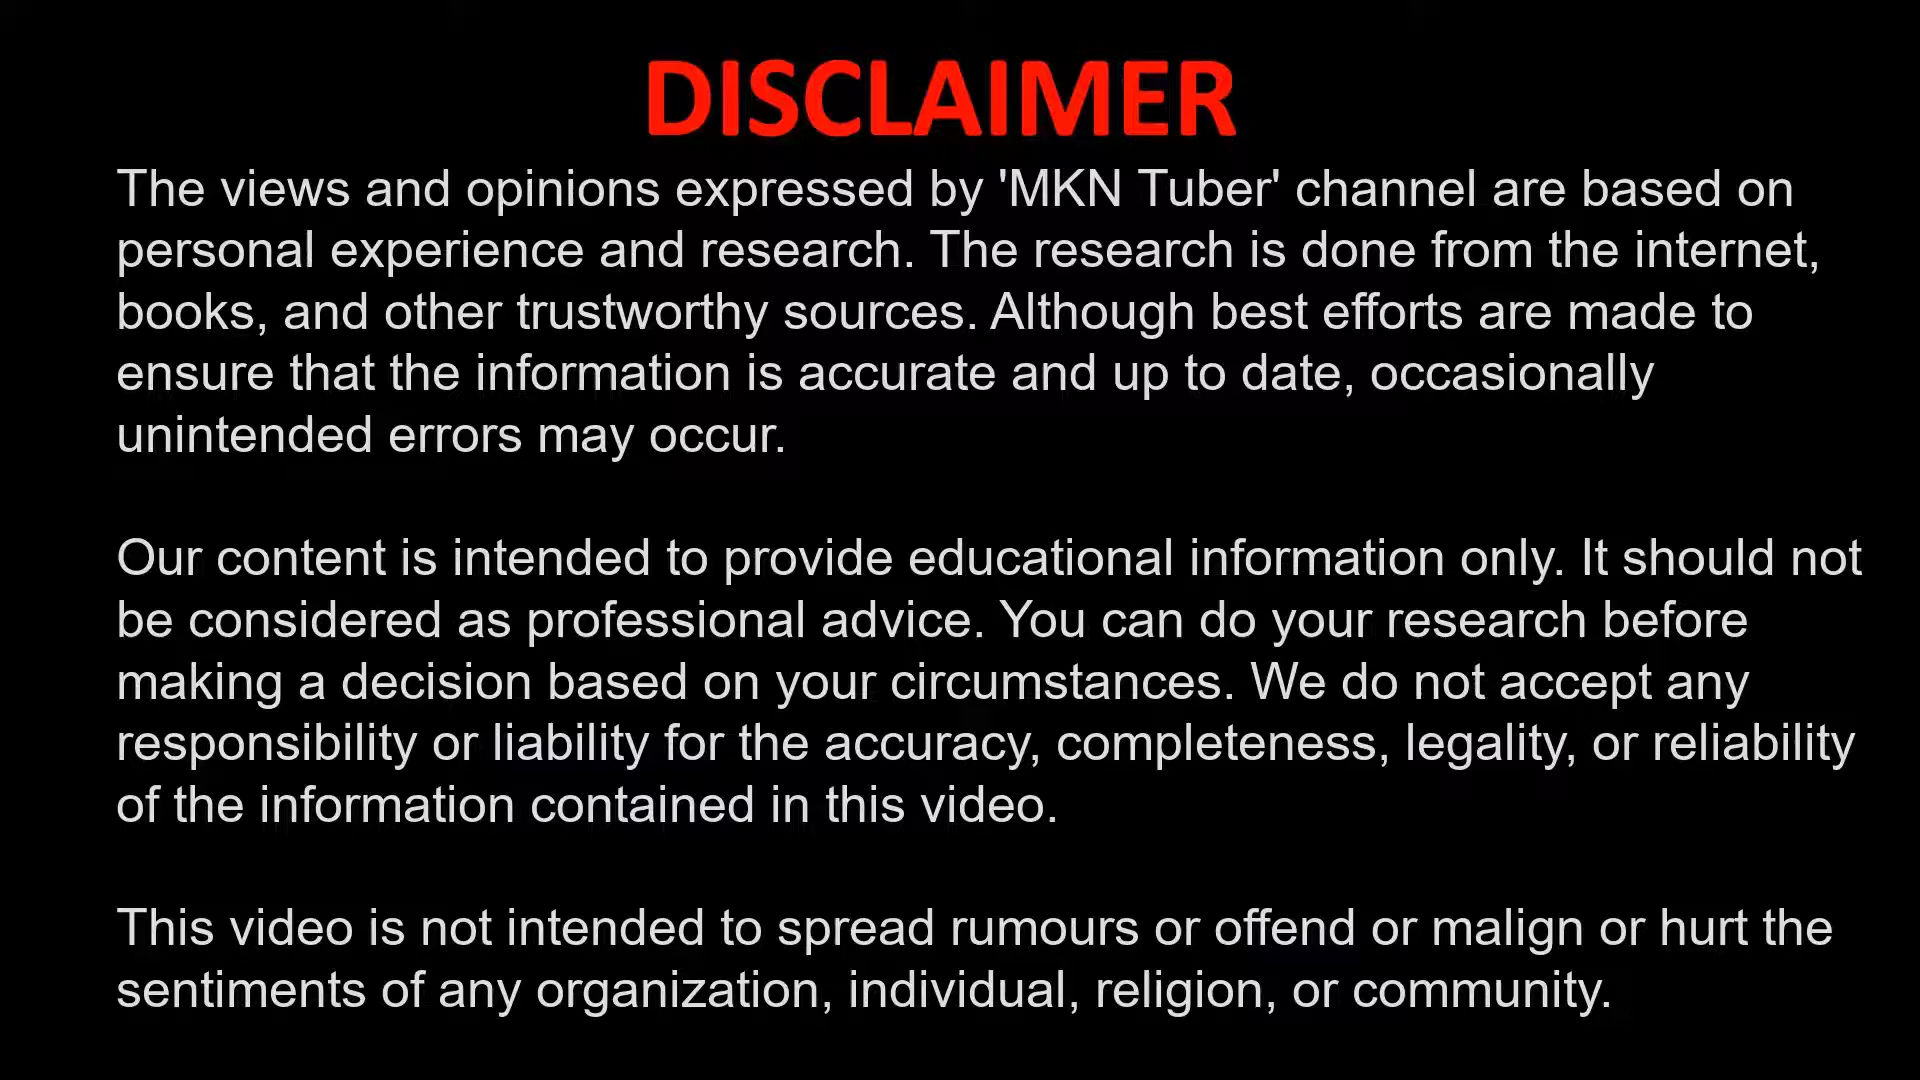 DISCLAIMER
The views and opinions expressed by 'MKN Tuber' channel are based on
personal experience and research. The research is done from the internet,
books, and other trustworthy sources. Although best efforts are made to
ensure that the information is accurate and up to date, occasionally
unintended errors may occur.
Our content is intended to provide educational information only. It should not
be considered as professional advice. You can do your research before
making a decision based on your circumstances. We do not accept any
responsibility or liability for the accuracy, completeness, legality, or reliability
of the information contained in this video.
This video is not intended to spread rumours or offend or malign or hurt the
sentiments of any organization, individual, religion, or community.